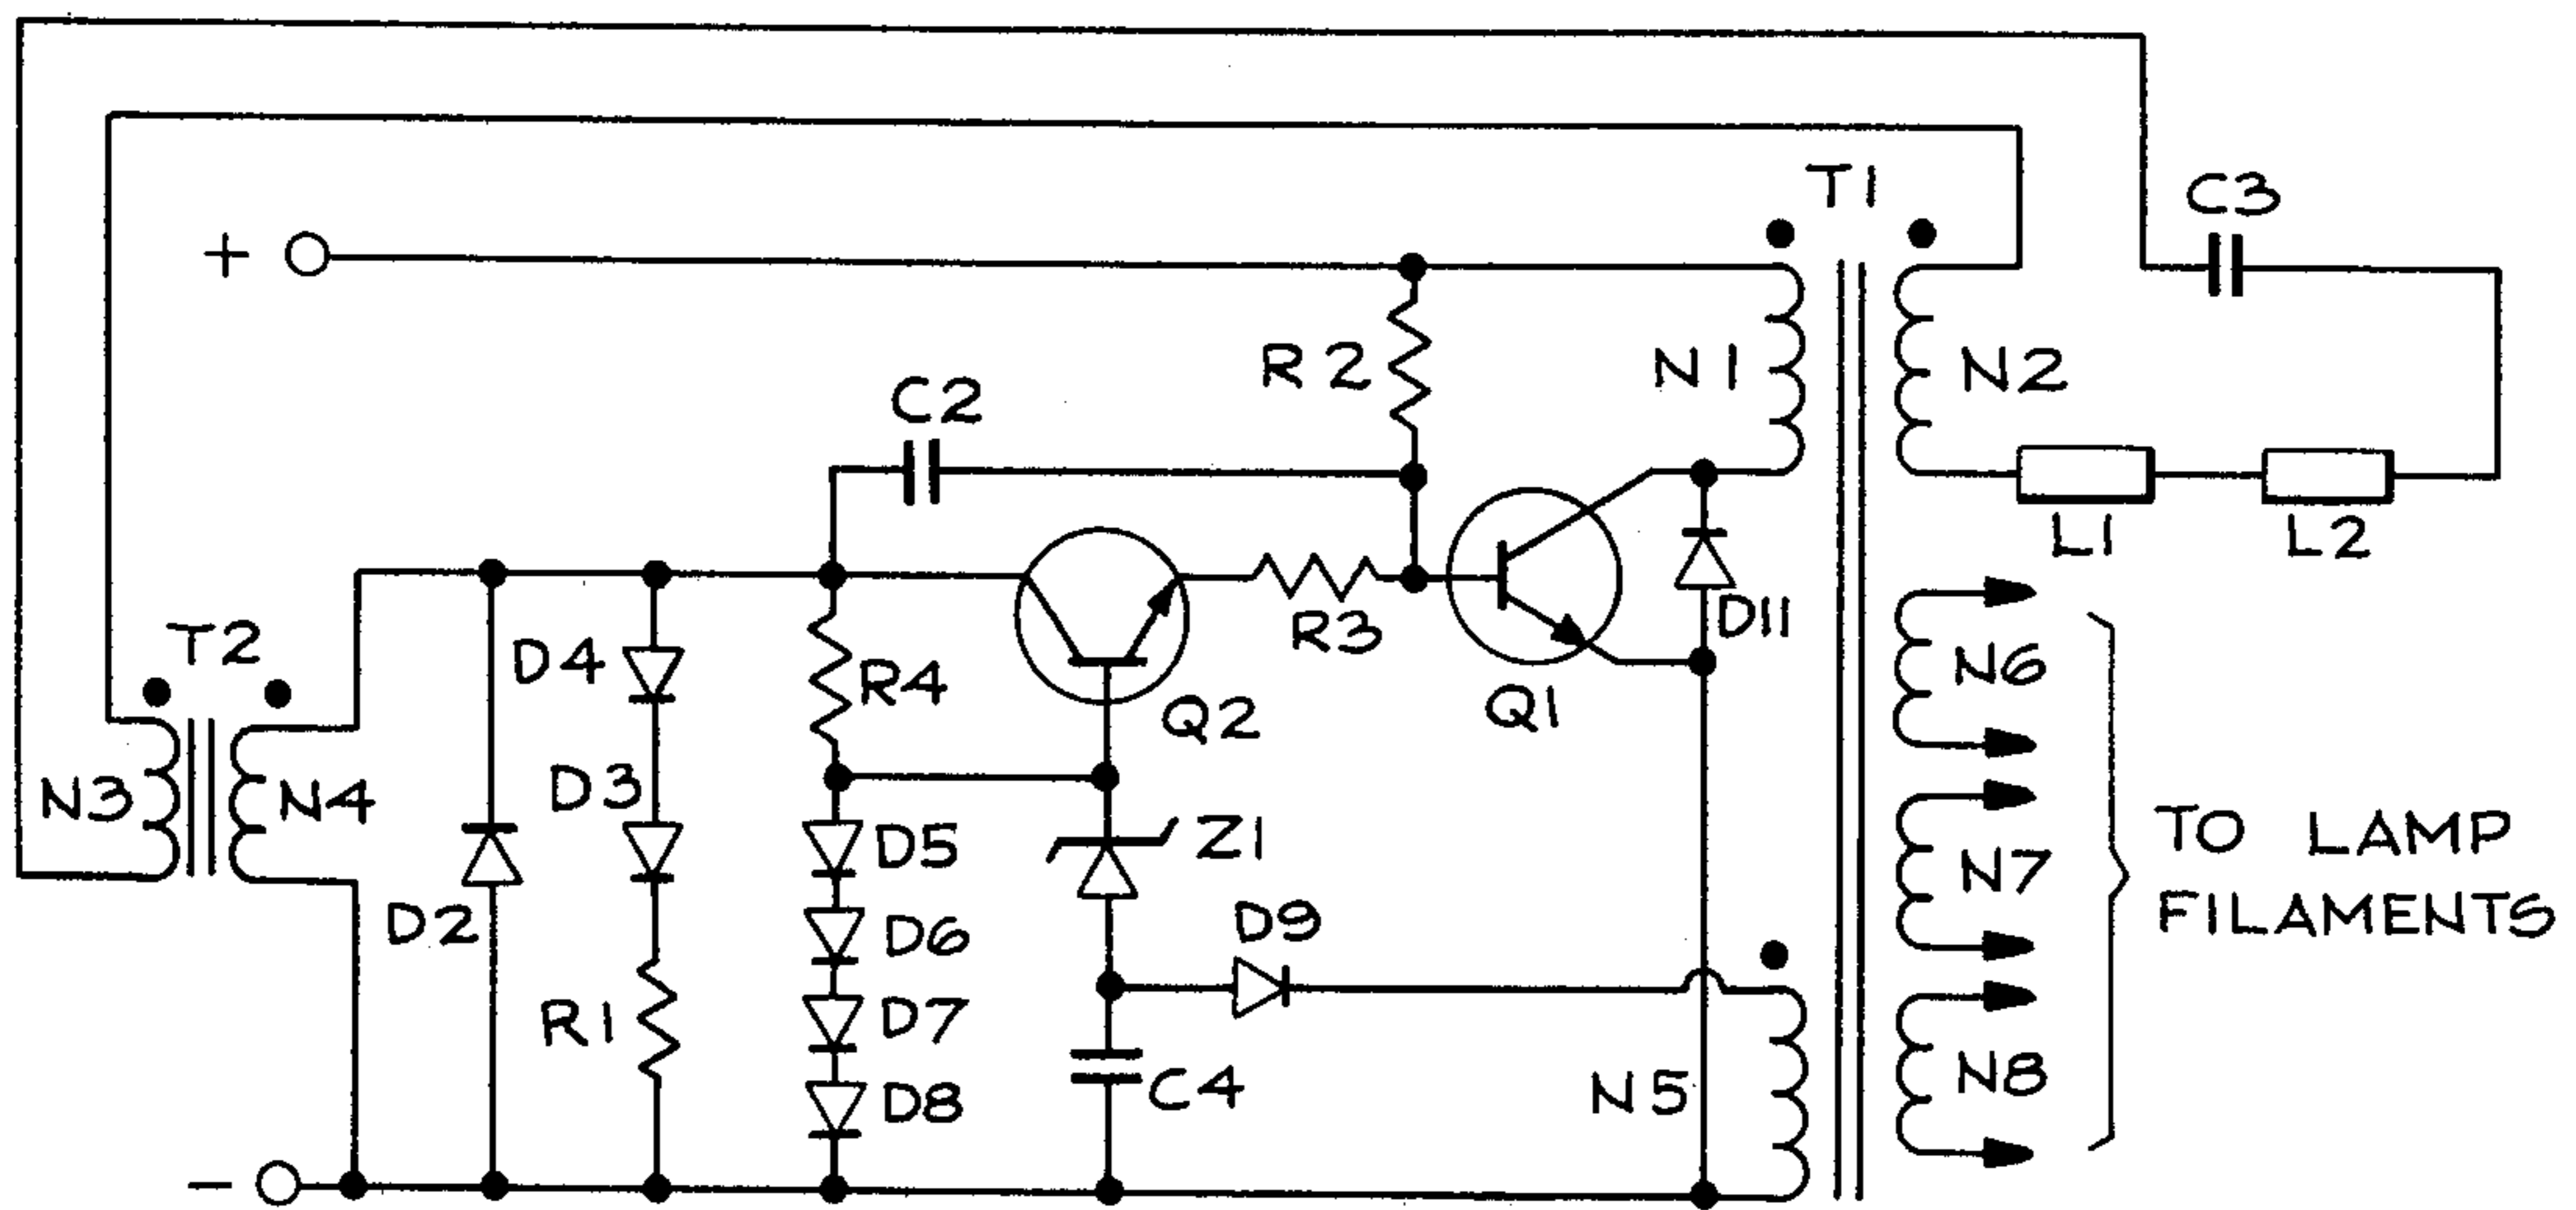 T1
C3
+
R2
N1
N2
C2
L1
L2
D11
T2
D4
R4
R3
Q2
Q1
N6
N3
N4
D3
D5
Z1
N7
TO LAMP
FILAMENTS
D2
D6
D9
R1
D7
C4
N5
N8
D8
-